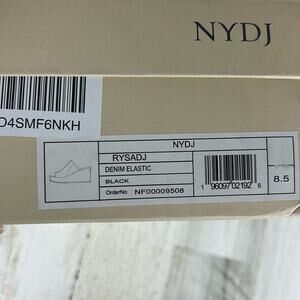 NYDJ
D4SMF6NKH
NYDJ
RYSADJ
DENIM ELASTIC
BLACK
OrderNo NF00009508
1 96097 02192 6
8.5